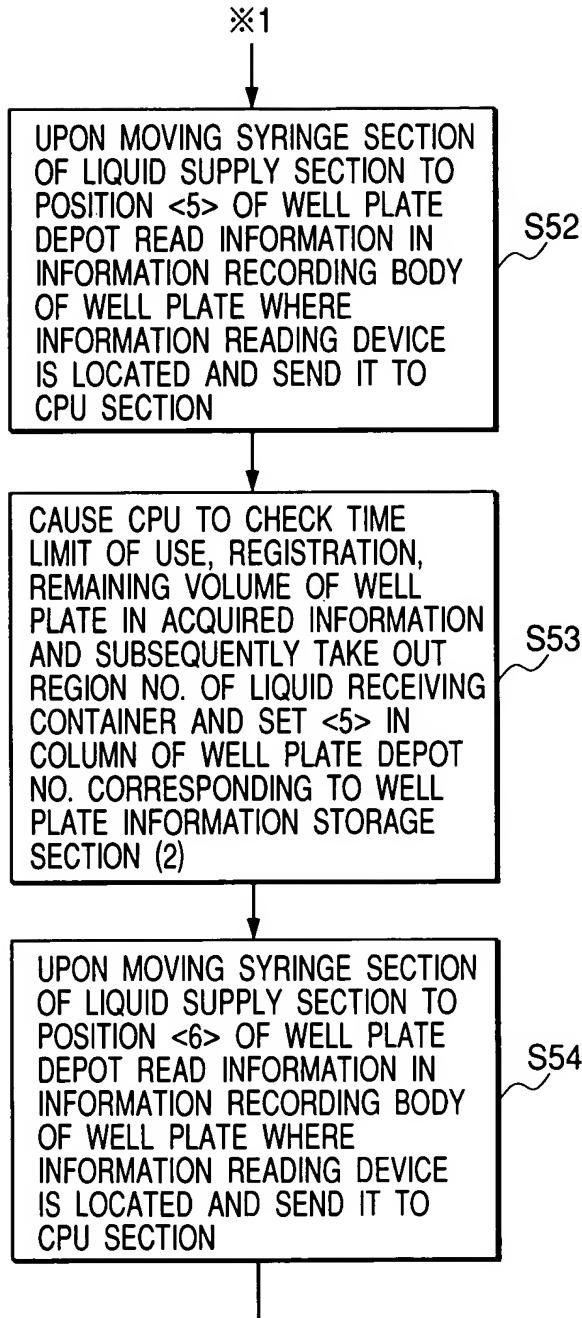 ※1
UPON MOVING SYRINGE SECTION
OF LIQUID SUPPLY SECTION TO
POSITION <5> OF WELL PLATE
DEPOT READ INFORMATION IN
INFORMATION RECORDING BODY
OF WELL PLATE WHERE
INFORMATION READING DEVICE
IS LOCATED AND SEND IT TO
CPU SECTION
S52
CAUSE CPU TO CHECK TIME
LIMIT OF USE, REGISTRATION,
REMAINING VOLUME OF WELL
PLATE IN ACQUIRED INFORMATION
AND SUBSEQUENTLY TAKE OUT
REGION NO. OF LIQUID RECEIVING
CONTAINER AND SET <5> IN
COLUMN OF WELL PLATE DEPOT
NO. CORRESPONDING TO WELL
PLATE INFORMATION STORAGE
SECTION (2)
S53
UPON MOVING SYRINGE SECTION
OF LIQUID SUPPLY SECTION TO
POSITION <6> OF WELL PLATE
DEPOT READ INFORMATION IN
INFORMATION RECORDING BODY
OF WELL PLATE WHERE
INFORMATION READING DEVICE
IS LOCATED AND SEND IT TO
CPU SECTION
S54